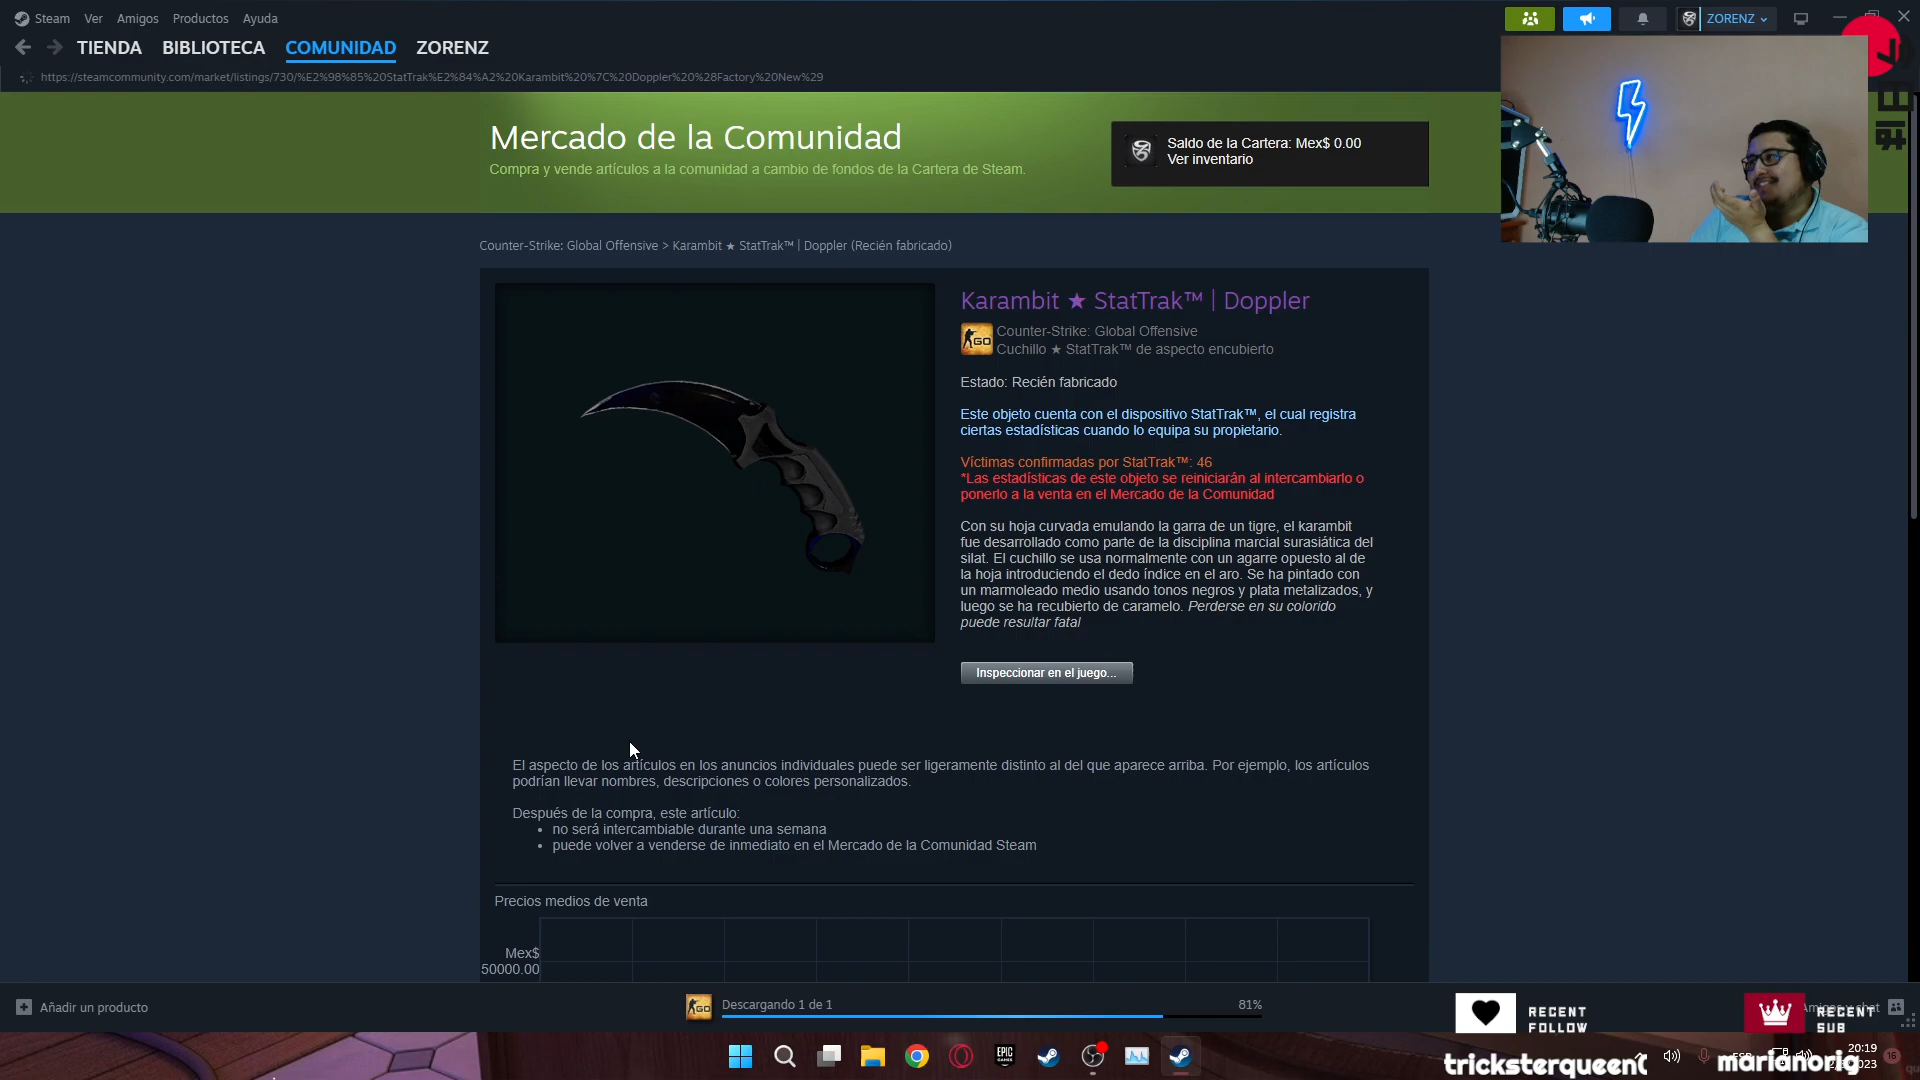 Steam Ver Amigos Productos Ayuda
ZORENZ
TIENDA BIBLIOTECA COMUNIDAD ZORENZ
https://steamcommunity.com/market/listings/730/%E2%98%85%20StatTrak%E2%84%A2%20Karambit%20%7C%20Doppler%20%28Factory%20New%29
Mercado de la Comunidad
Compra y vende artículos a la comunidad a cambio de fondos de la Cartera de Steam.
Saldo de la Cartera: Mex$ 0.00
Ver inventario
Counter-Strike: Global Offensive > Karambit ★ StatTrak™ | Doppler (Recién fabricado)
Karambit ★ StatTrak™ | Doppler
GO
Counter-Strike: Global Offensive
Cuchillo ★ StatTrak™ de aspecto encubierto
Estado: Recién fabricado
Este objeto cuenta con el dispositivo StatTrak™, el cual registra
ciertas estadísticas cuando lo equipa su propietario.
Víctimas confirmadas por StatTrak™: 46
*Las estadísticas de este objeto se reiniciarán al intercambiarlo o
ponerlo a la venta en el Mercado de la Comunidad
Con su hoja curvada emulando la garra de un tigre, el karambit
fue desarrollado como parte de la disciplina marcial surasiática del
silat. El cuchillo se usa normalmente con un agarre opuesto al de
la hoja introduciendo el dedo índice en el aro. Se ha pintado con
un marmoleado medio usando tonos negros y plata metalizados, y
luego se ha recubierto de caramelo. Perderse en su colorido
puede resultar fatal
Inspeccionar en el juego...
El aspecto de los artículos en los anuncios individuales puede ser ligeramente distinto al del que aparece arriba. Por ejemplo, los artículos
podrían llevar nombres, descripciones o colores personalizados.
Después de la compra, este artículo:
• no será intercambiable durante una semana
• puede volver a venderse de inmediato en el Mercado de la Comunidad Steam
Precios medios de venta
Mex$
50000.00
Añadir un producto
GO
Descargando 1 de 1
81%
RECENT
FOLLOW
RECENT
SUB
EPIC
GAMES
20:19
16
marianorig